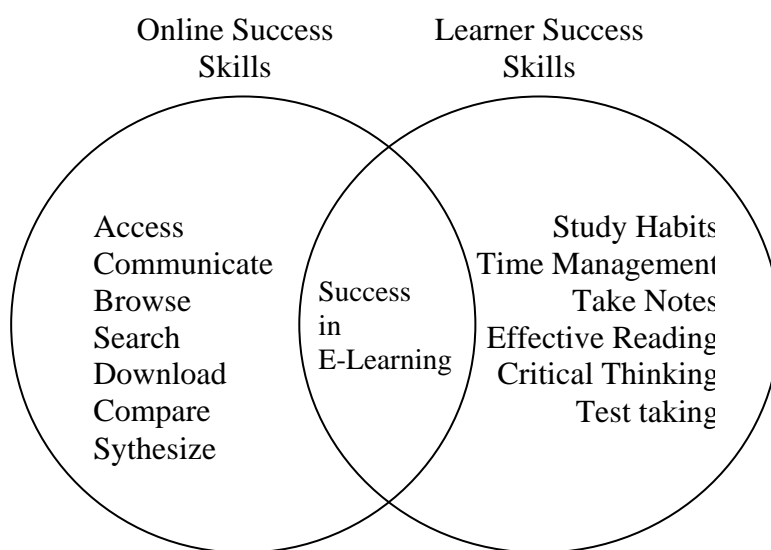 Online Success
Skills
Learner Success
Skills
Access
Communicate
Browse
Search
Download
Compare
Sythesize
Success
in
E-Learning
Study Habits
Time Management
Take Notes
Effective Reading
Critical Thinking
Test taking